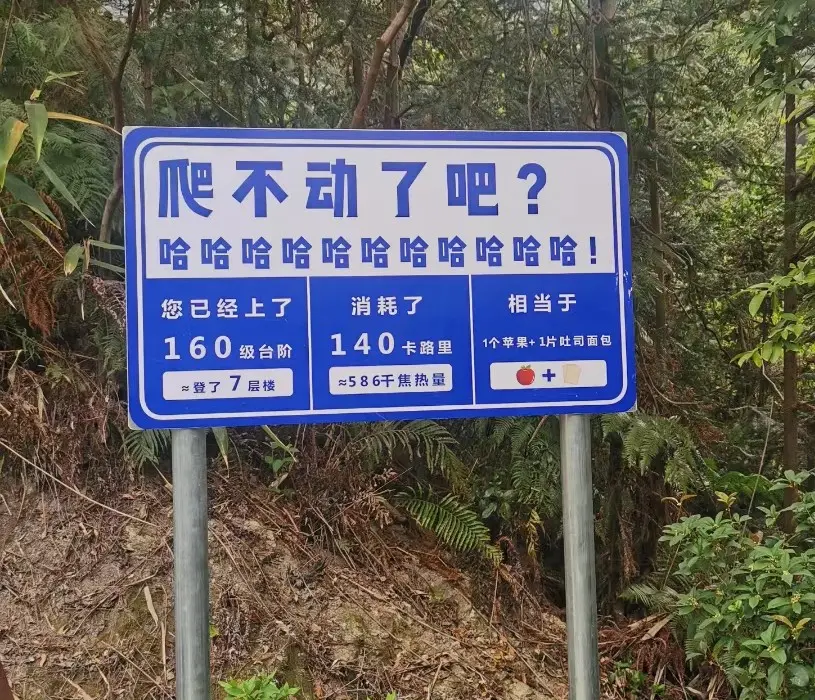 爬不动了吧？
哈哈哈哈哈哈哈哈哈哈哈！
您已经上了
160级台阶
≈登了 7 层楼
消耗了
140卡路里
≈586千焦热量
相当于
1个苹果+1片吐司面包
+